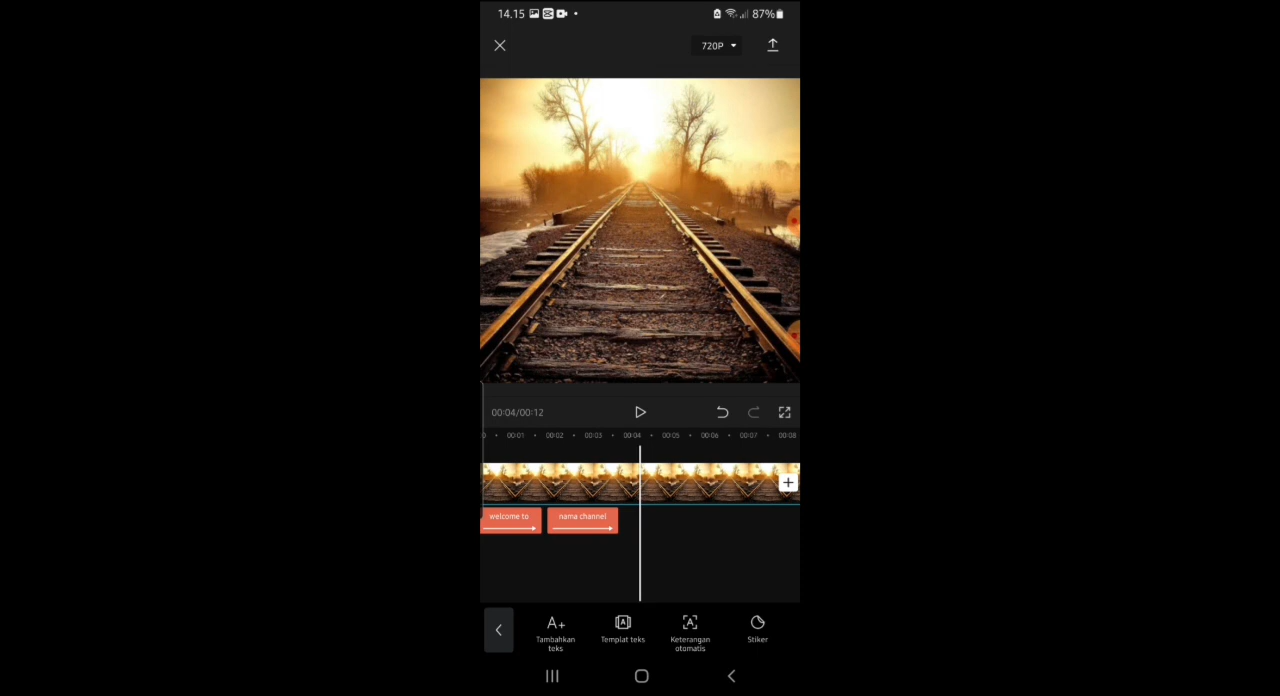 14.15
87%
720P
00:04/00:12
00:01 00:02 00:03 00:04 00:05 00:06 00:07 00:08
welcome to
nama channel
A+
Tambahkan
teks
A
Templat teks
A
Keterangan
otomatis
Stiker